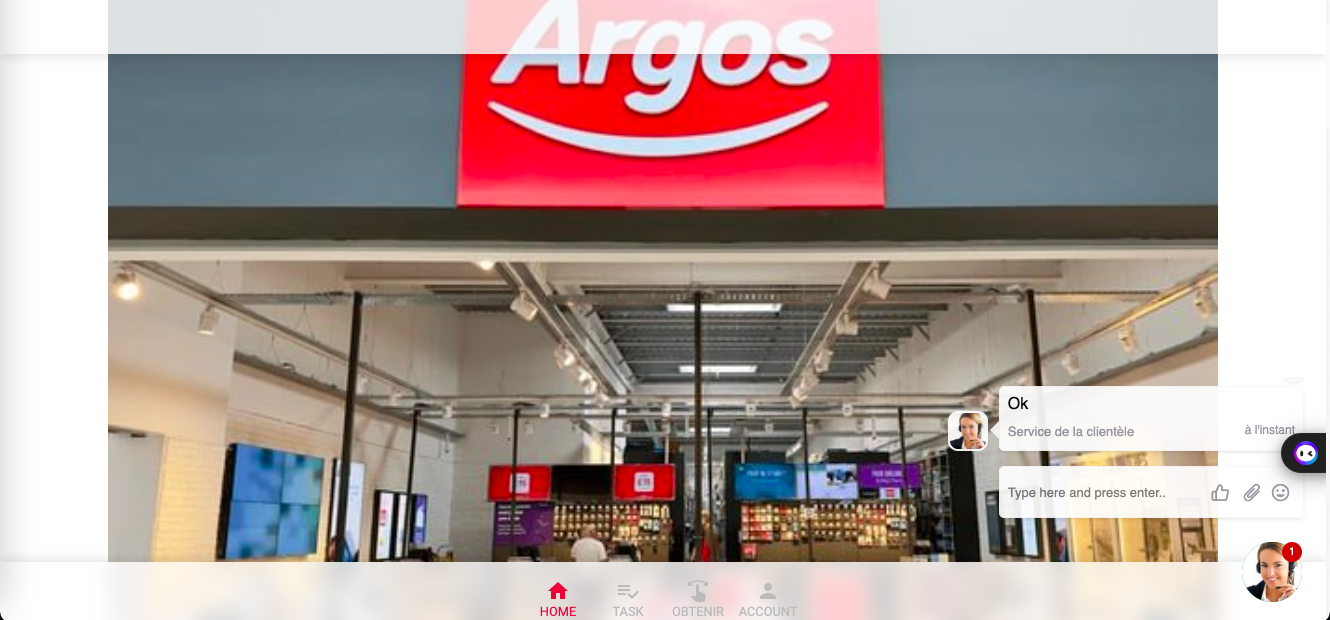 Argos
Ok
Service de la clientèle
à l'instant
Type here and press enter..
1
HOME
TASK
OBTENIR
ACCOUNT